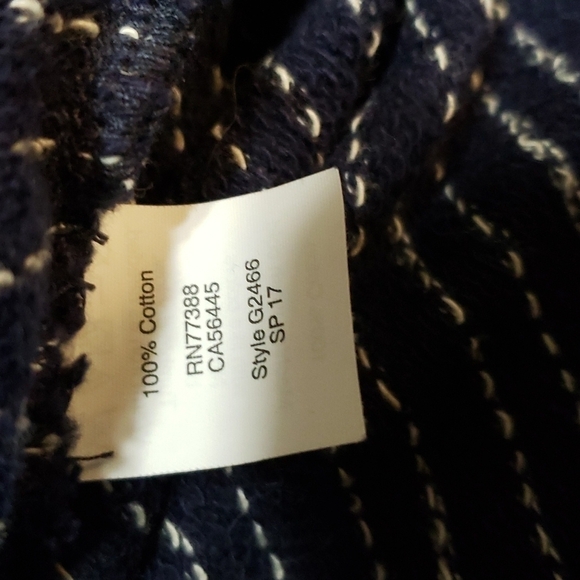 100% Cotton
RN77388
CA56445
Style G2466
SP 17